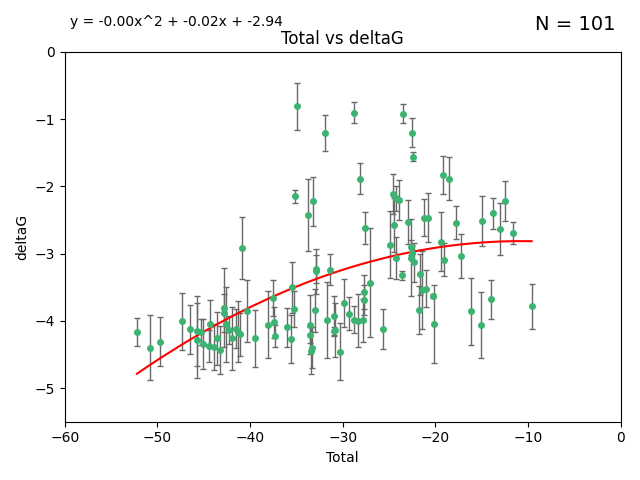 y = -0.00x^2 + -0.02x + -2.94
N = 101
Total vs deltaG
0
−1
−2
−3
−4
−5
deltaG
−60 −50 −40 −30 −20 −10 0
Total